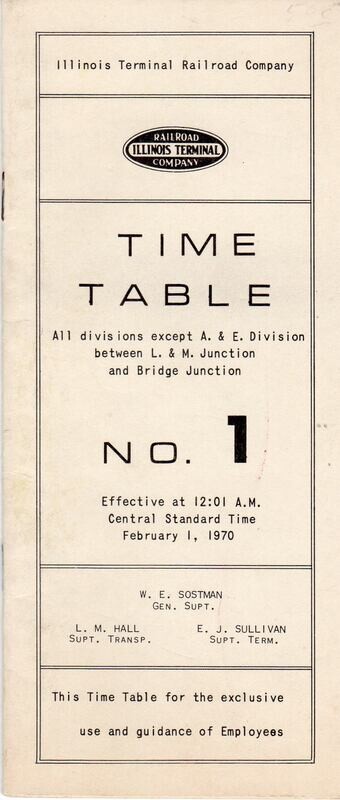 Illinois Terminal Railroad Company
RAILROAD
ILLINOIS TERMINAL
COMPANY
TIME
TABLE
All divisions except A. & E. Division
between L. & M. Junction
and Bridge Junction
NO. 1
Effective at 12:01 A.M.
Central Standard Time
February 1, 1970
W. E. SOSTMAN
GEN. SUPT.
L. M. HALL E. J. SULLIVAN
SUPT. TRANSP. SUPT. TERM.
This Time Table for the exclusive
use and guidance of Employees